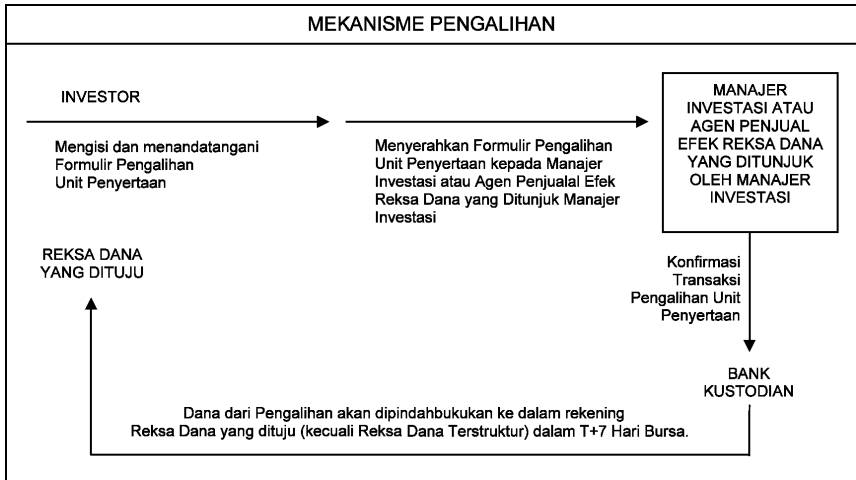 MEKANISME PENGALIHAN
INVESTOR
Mengisi dan menandatangani
Formulir Pengalihan
Unit Penyertaan
Menyerahkan Formulir Pengalihan
Unit Penyertaan kepada Manajer
Investasi atau Agen Penjualal Efek
Reksa Dana yang Ditunjuk Manajer
Investasi
MANAJER
INVESTASI ATAU
AGEN PENJUAL
EFEK REKSA DANA
YANG DITUNJUK
OLEH MANAJER
INVESTASI
Konfirmasi
Transaksi
Pengalihan Unit
Penyertaan
BANK
KUSTODIAN
Dana dari Pengalihan akan dipindahbukukan ke dalam rekening
Reksa Dana yang dituju (kecuali Reksa Dana Terstruktur) dalam T+7 Hari Bursa.
REKSA DANA
YANG DITUJU